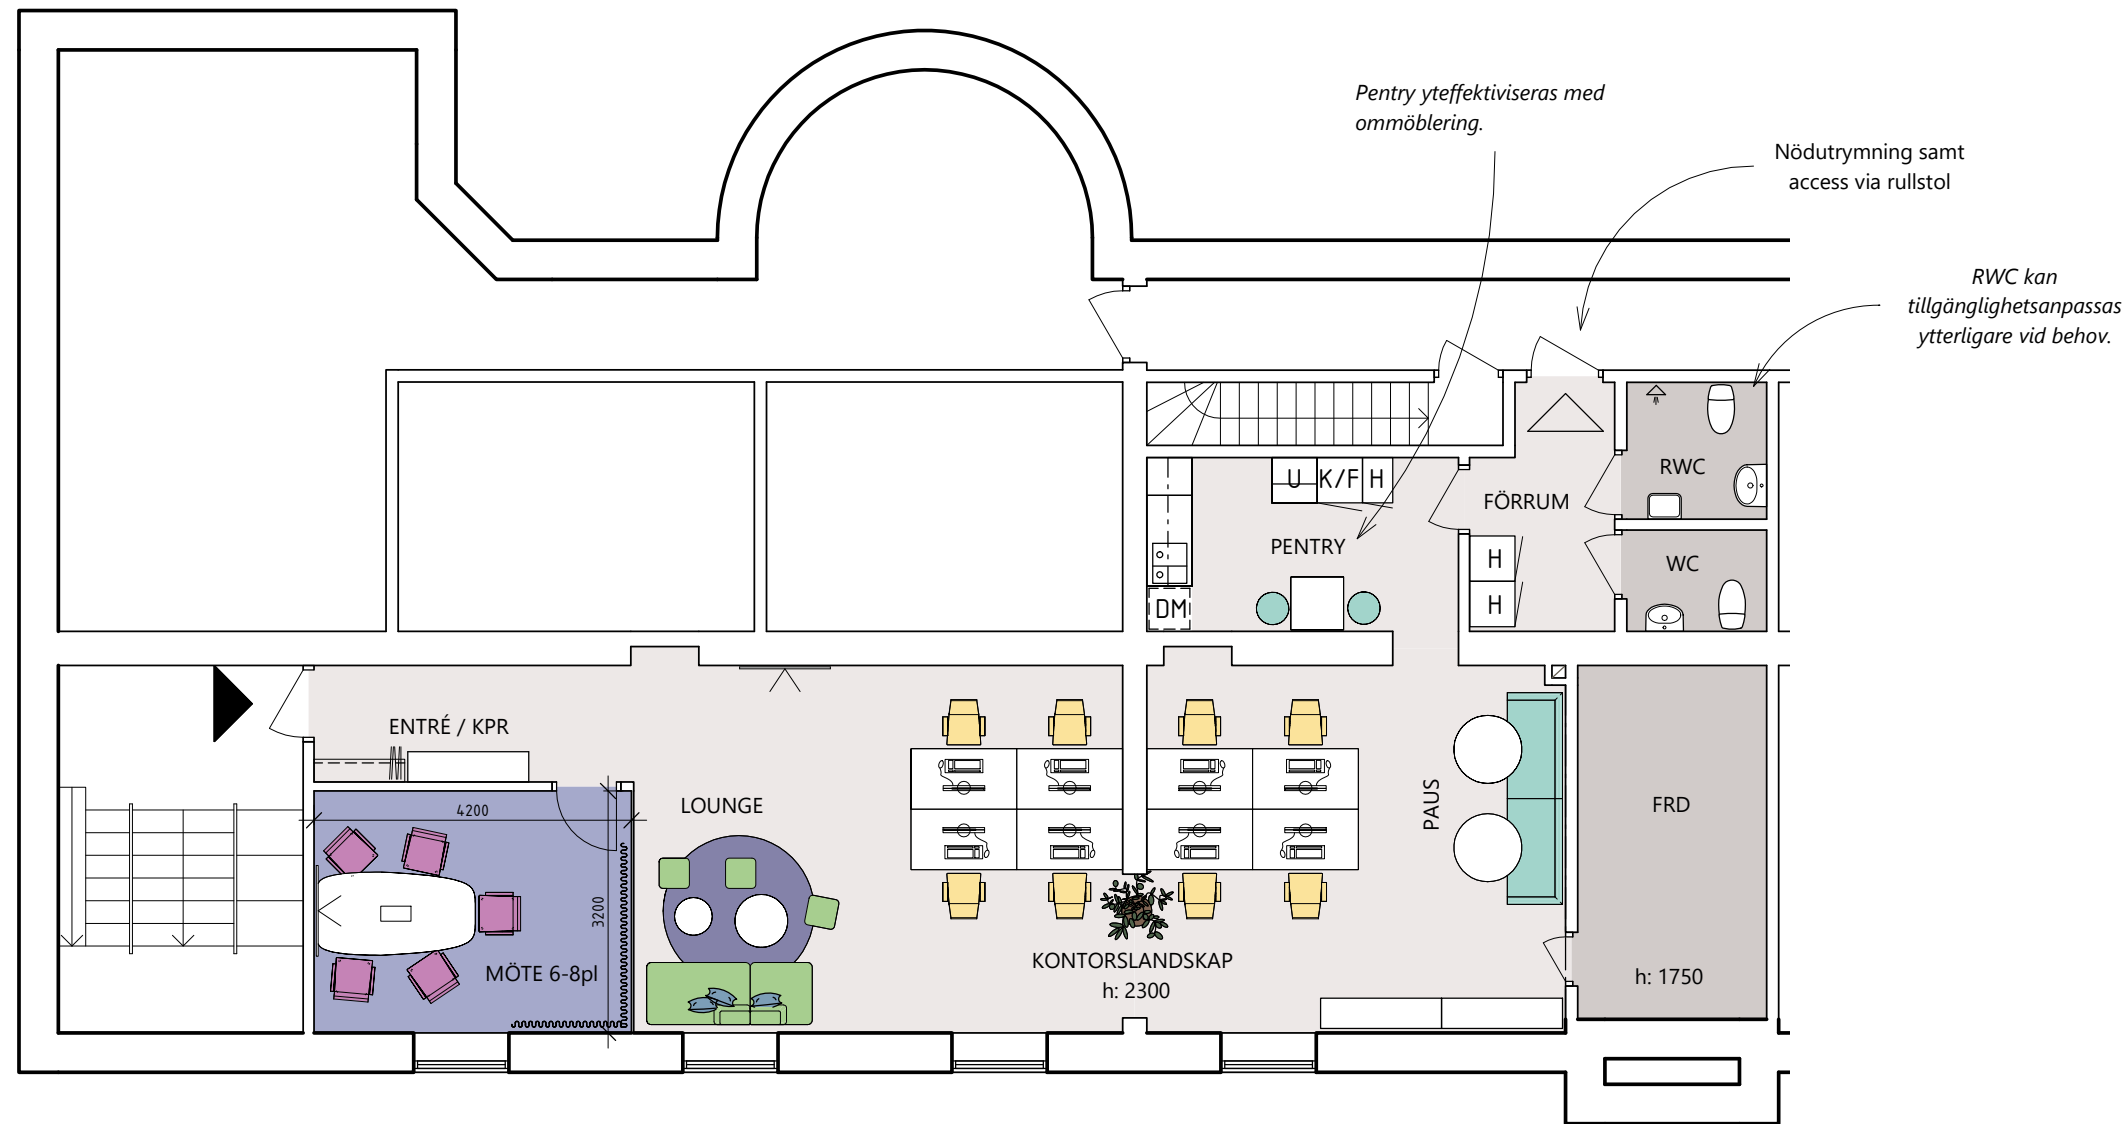 Pentry yteffektiviseras med
ommöblering.
Nödutrymning samt
access via rullstol
RWC kan
tillgänglighetsanpassas
ytterligare vid behov.
U K/F H
RWC
FÖRRUM
PENTRY
H
WC
H
DM
ENTRÉ / KPR
4200
LOUNGE
PAUS
FRD
3200
MÖTE 6-8pl
KONTORSLANDSKAP
h: 2300
h: 1750